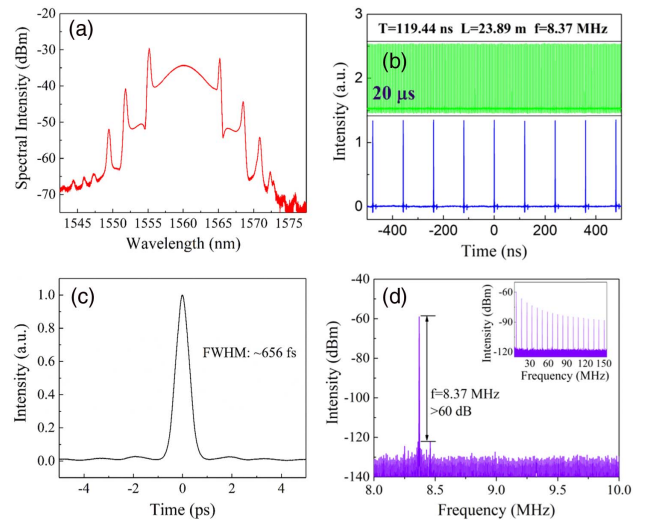 (a)
Spectral Intensity (dBm)
-20
-30
-40
-50
-60
-70
1545 1550 1555 1560 1565 1570 1575
Wavelength (nm)
(b)
T=119.44 ns L=23.89 m f=8.37 MHz
20 μs
Intensity (a.u.)
3
2
1
0
-400 -200 0 200 400
Time (ns)
(c)
Intensity (a.u.)
1.0
0.8
0.6
0.4
0.2
0.0
FWHM: ~656 fs
-4 -2 0 2 4
Time (ps)
(d)
Intensity (dBm)
-40
-60
-80
-100
-120
-140
f=8.37 MHz
>60 dB
8.0 8.5 9.0 9.5 10.0
Frequency (MHz)
Intensity (dBm)
-60
-90
-120
30 60 90 120 150
Frequency (MHz)